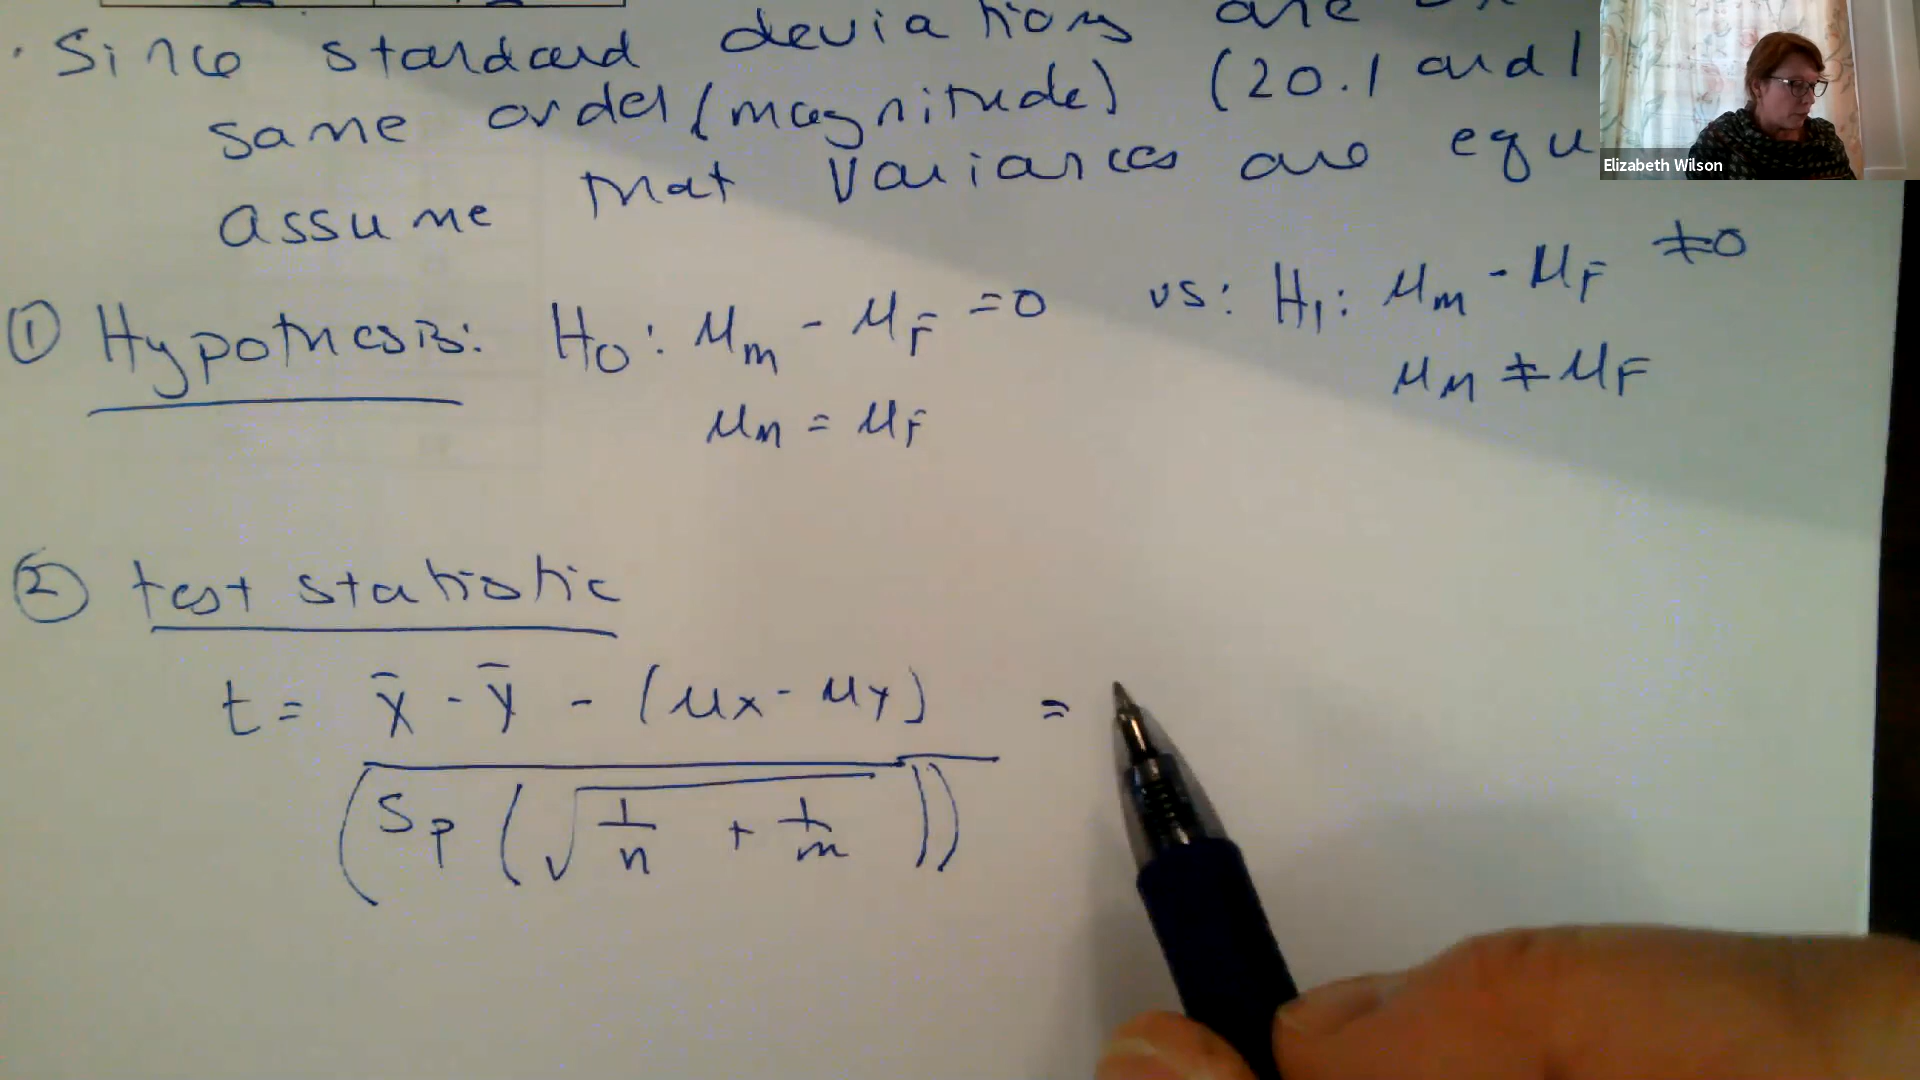 · Since standard deviations are
same order (magnitude) (20.1 and 1
assume that variances are equ
Elizabeth Wilson
① Hypothesis: H0: μm - μF = 0 vs: H1: μm - μF ≠ 0
μM = μF μM ≠ μF
② test statistic
t = x̄ - ȳ - (μx - μy) =
(Sp (√ 1/n + 1/m ))